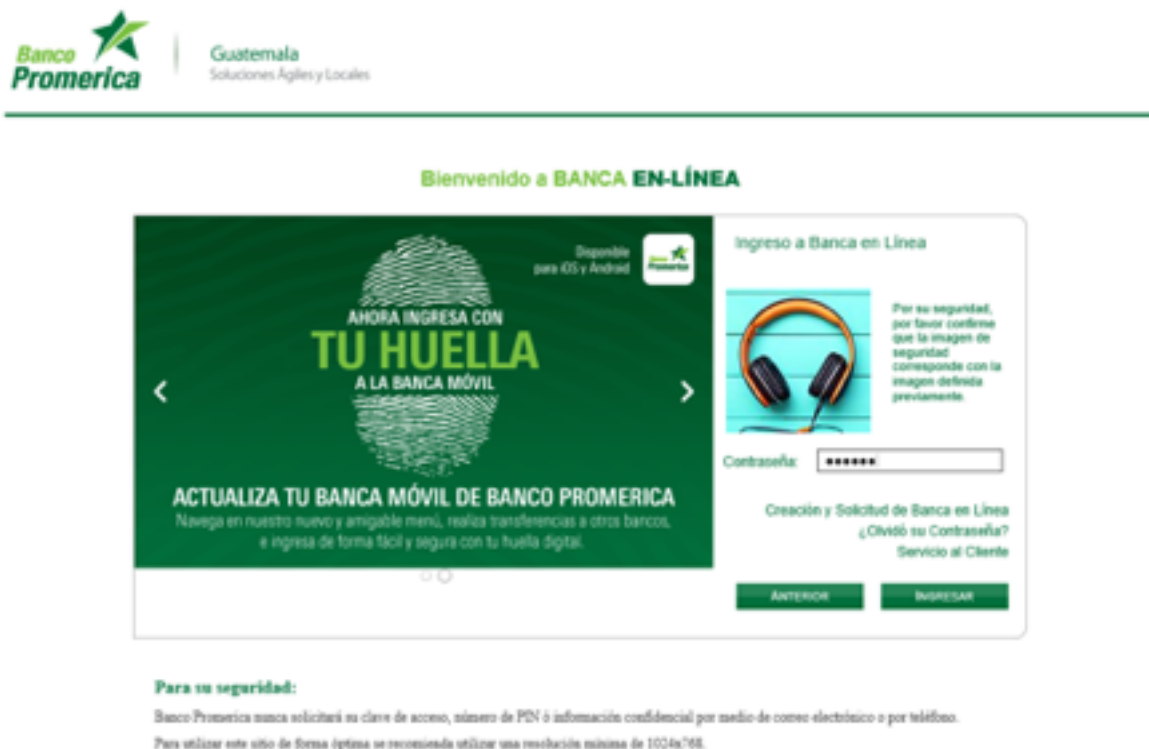 Banco
Promerica
Guatemala
Soluciones Ágiles y Locales
Bienvenido a BANCA EN-LÍNEA
Disponible
para iOS y Android
Banco
Promerica
AHORA INGRESA CON
TU HUELLA
A LA BANCA MÓVIL
ACTUALIZA TU BANCA MÓVIL DE BANCO PROMERICA
Navega en nuestro nuevo y amigable menú, realiza transferencias a otros bancos,
e ingresa de forma fácil y segura con tu huella digital.
Ingreso a Banca en Línea
Por su seguridad,
por favor confirme
que la imagen de
seguridad
corresponde con la
imagen definida
previamente.
Contraseña:
Creación y Solicitud de Banca en Línea
¿Olvidó su Contraseña?
Servicio al Cliente
ANTERIOR
INGRESAR
Para su seguridad:
Banco Promerica nunca solicitará su clave de acceso, número de PIN ó información confidencial por medio de correo electrónico o por teléfono.
Para utilizar este sitio de forma óptima se recomienda utilizar una resolución mínima de 1024x768.